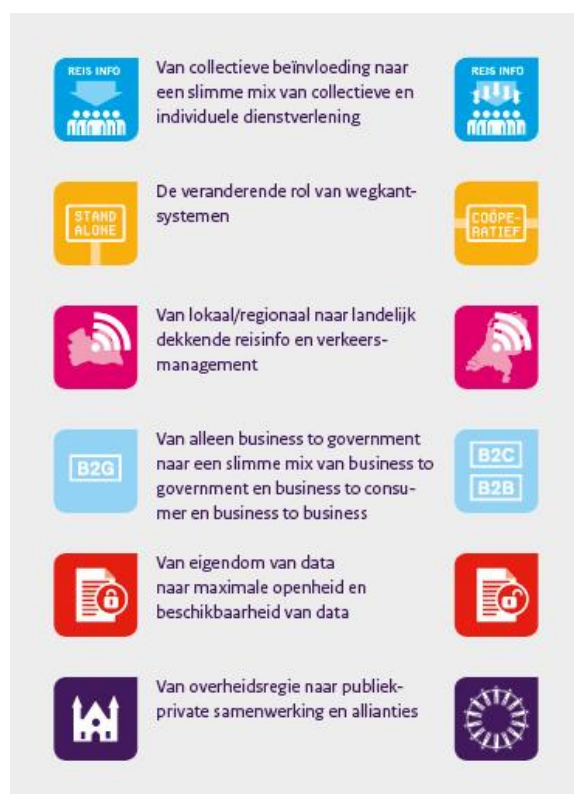 REIS INFO
Van collectieve beïnvloeding naar
een slimme mix van collectieve en
individuele dienstverlening
REIS INFO
STAND
ALONE
De veranderende rol van wegkant-
systemen
COÖPE-
RATIEF
Van lokaal/regionaal naar landelijk
dekkende reisinfo en verkeers-
management
B2G
Van alleen business to government
naar een slimme mix van business to
government en business to consu-
mer en business to business
B2C
B2B
Van eigendom van data
naar maximale openheid en
beschikbaarheid van data
Van overheidsregie naar publiek-
private samenwerking en allianties